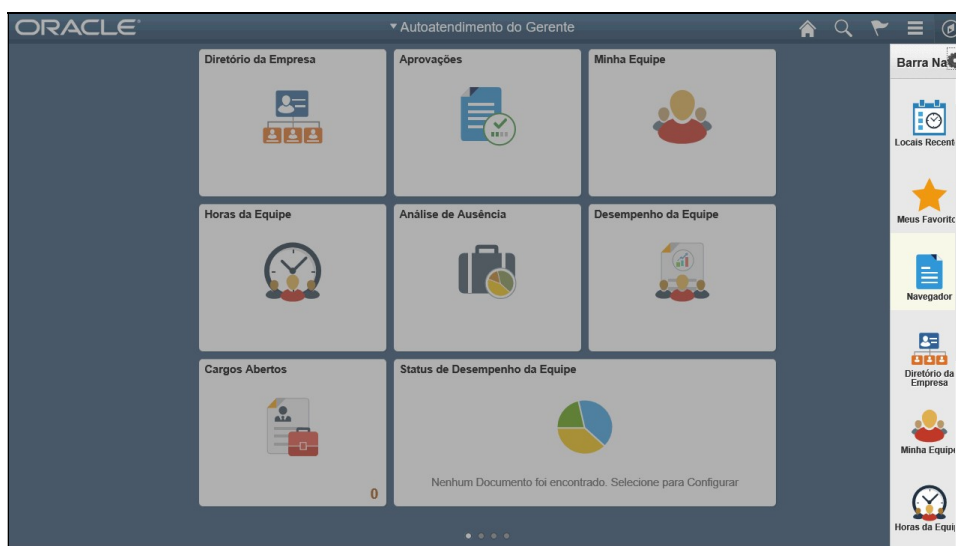 ORACLE
Autoatendimento do Gerente
Diretório da Empresa
Aprovações
Minha Equipe
Horas da Equipe
Análise de Ausência
Desempenho da Equipe
Cargos Abertos
0
Status de Desempenho da Equipe
Nenhum Documento foi encontrado. Selecione para Configurar
Barra Na
Locais Recent
Meus Favorito
Navegador
Diretório da
Empresa
Minha Equipe
Horas da Equi